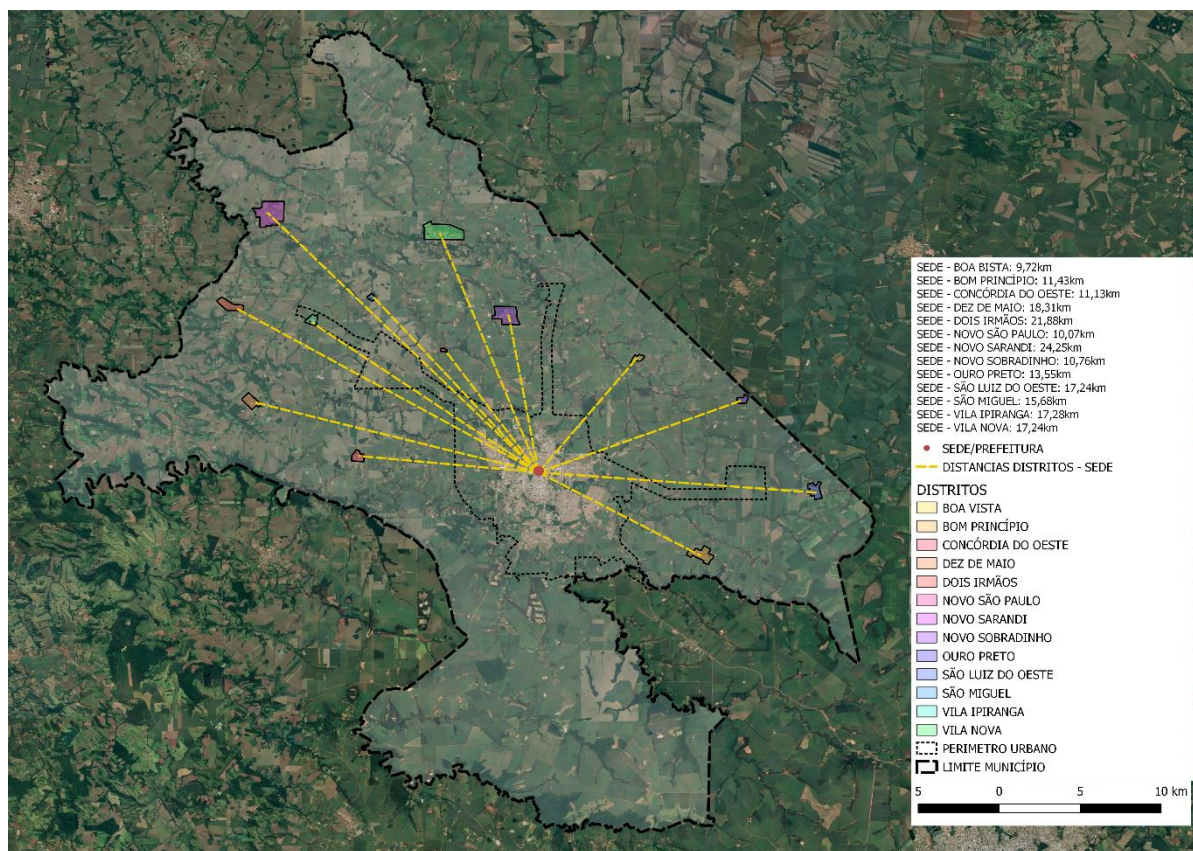 SEDE - BOA BISTA: 9,72km
SEDE - BOM PRINCÍPIO: 11,43km
SEDE - CONCÓRDIA DO OESTE: 11,13km
SEDE - DEZ DE MAIO: 18,31km
SEDE - DOIS IRMÃOS: 21,88km
SEDE - NOVO SÃO PAULO: 10,07km
SEDE - NOVO SARANDI: 24,25km
SEDE - NOVO SOBRADINHO: 10,76km
SEDE - OURO PRETO: 13,55km
SEDE - SÃO LUIZ DO OESTE: 17,24km
SEDE - SÃO MIGUEL: 15,68km
SEDE - VILA IPIRANGA: 17,28km
SEDE - VILA NOVA: 17,24km
SEDE/PREFEITURA
DISTANCIAS DISTRITOS - SEDE
DISTRITOS
BOA VISTA
BOM PRINCÍPIO
CONCÓRDIA DO OESTE
DEZ DE MAIO
DOIS IRMÃOS
NOVO SÃO PAULO
NOVO SARANDI
NOVO SOBRADINHO
OURO PRETO
SÃO LUIZ DO OESTE
SÃO MIGUEL
VILA IPIRANGA
VILA NOVA
PERIMETRO URBANO
LIMITE MUNICÍPIO
5 0 5 10 km